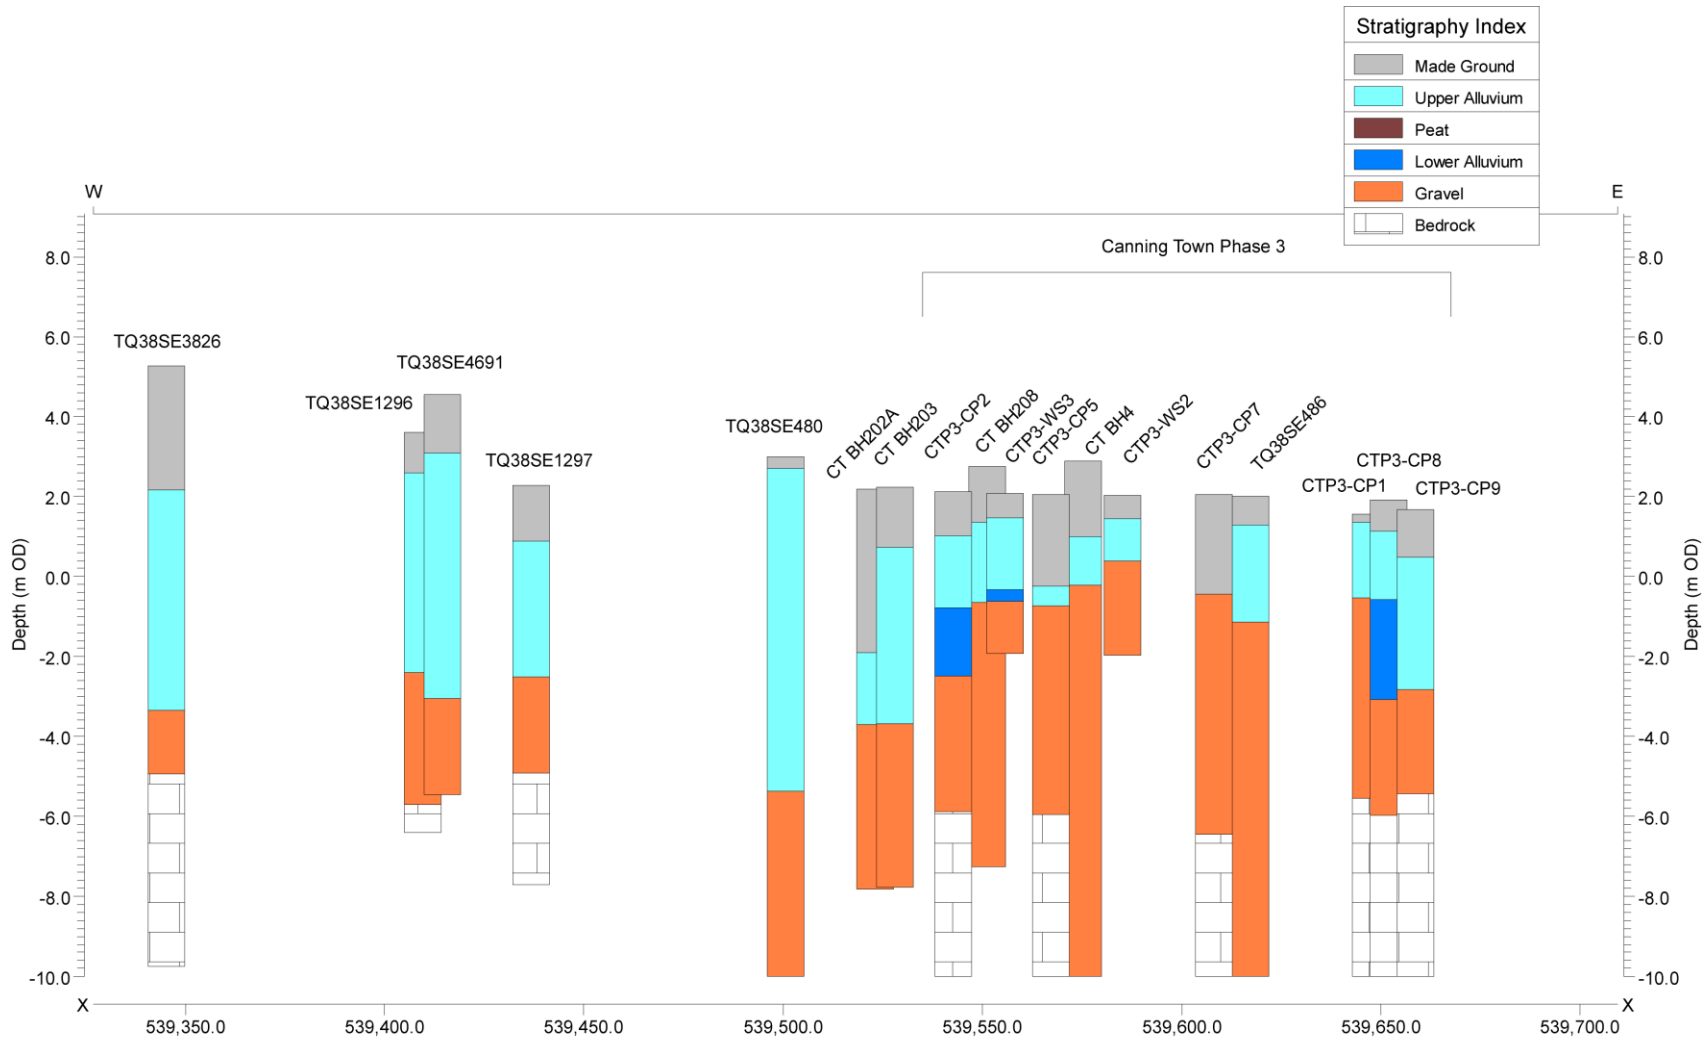 Stratigraphy Index
Made Ground
Upper Alluvium
Peat
Lower Alluvium
Gravel
Bedrock
W
E
Canning Town Phase 3
TQ38SE3826
TQ38SE1296
TQ38SE4691
TQ38SE1297
TQ38SE480
CT BH202A
CT BH203
CTP3-CP2
CT BH208
CTP3-WS3
CTP3-CP5
CT BH4
CTP3-WS2
CTP3-CP7
TQ38SE486
CTP3-CP1
CTP3-CP8
CTP3-CP9
Depth (m OD)
8.0
6.0
4.0
2.0
0.0
-2.0
-4.0
-6.0
-8.0
-10.0
8.0
6.0
4.0
2.0
0.0
-2.0
-4.0
-6.0
-8.0
-10.0
Depth (m OD)
X
X
539,350.0
539,400.0
539,450.0
539,500.0
539,550.0
539,600.0
539,650.0
539,700.0